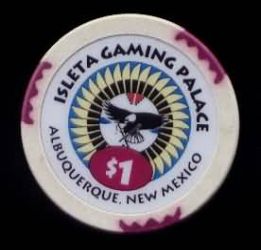 ISLETA GAMING PALACE
$1
ALBUQUERQUE, NEW MEXICO